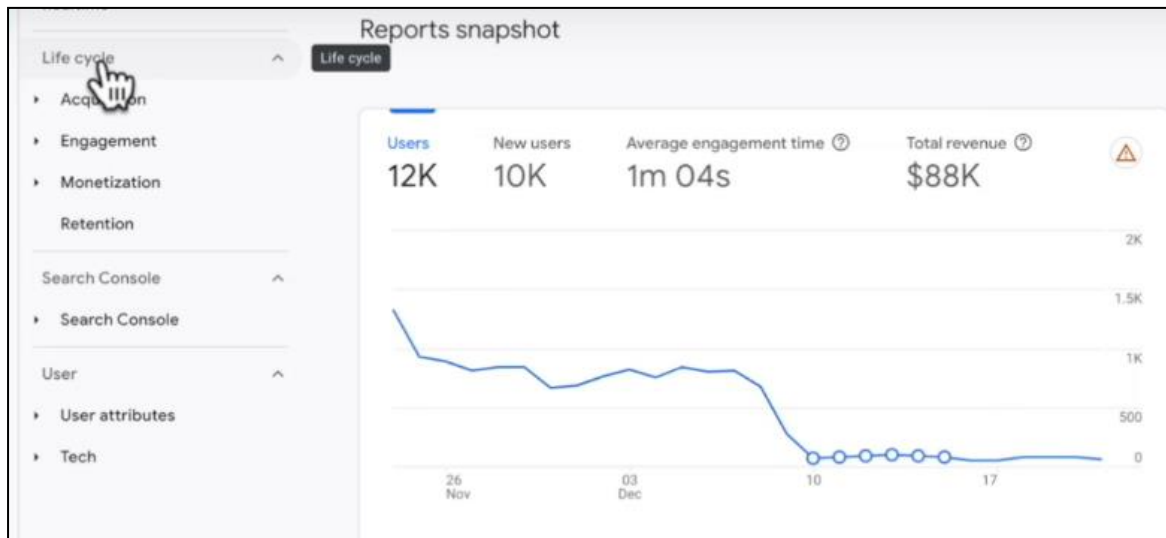 Reports snapshot
Life cycle
Life cycle
Engagement
Monetization
Retention
Search Console
Search Console
User
User attributes
Tech
Users
New users
Average engagement time
Total revenue
12K
10K
1m 04s
$88K
2K
1.5K
1K
500
0
26
Nov
03
Dec
10
17